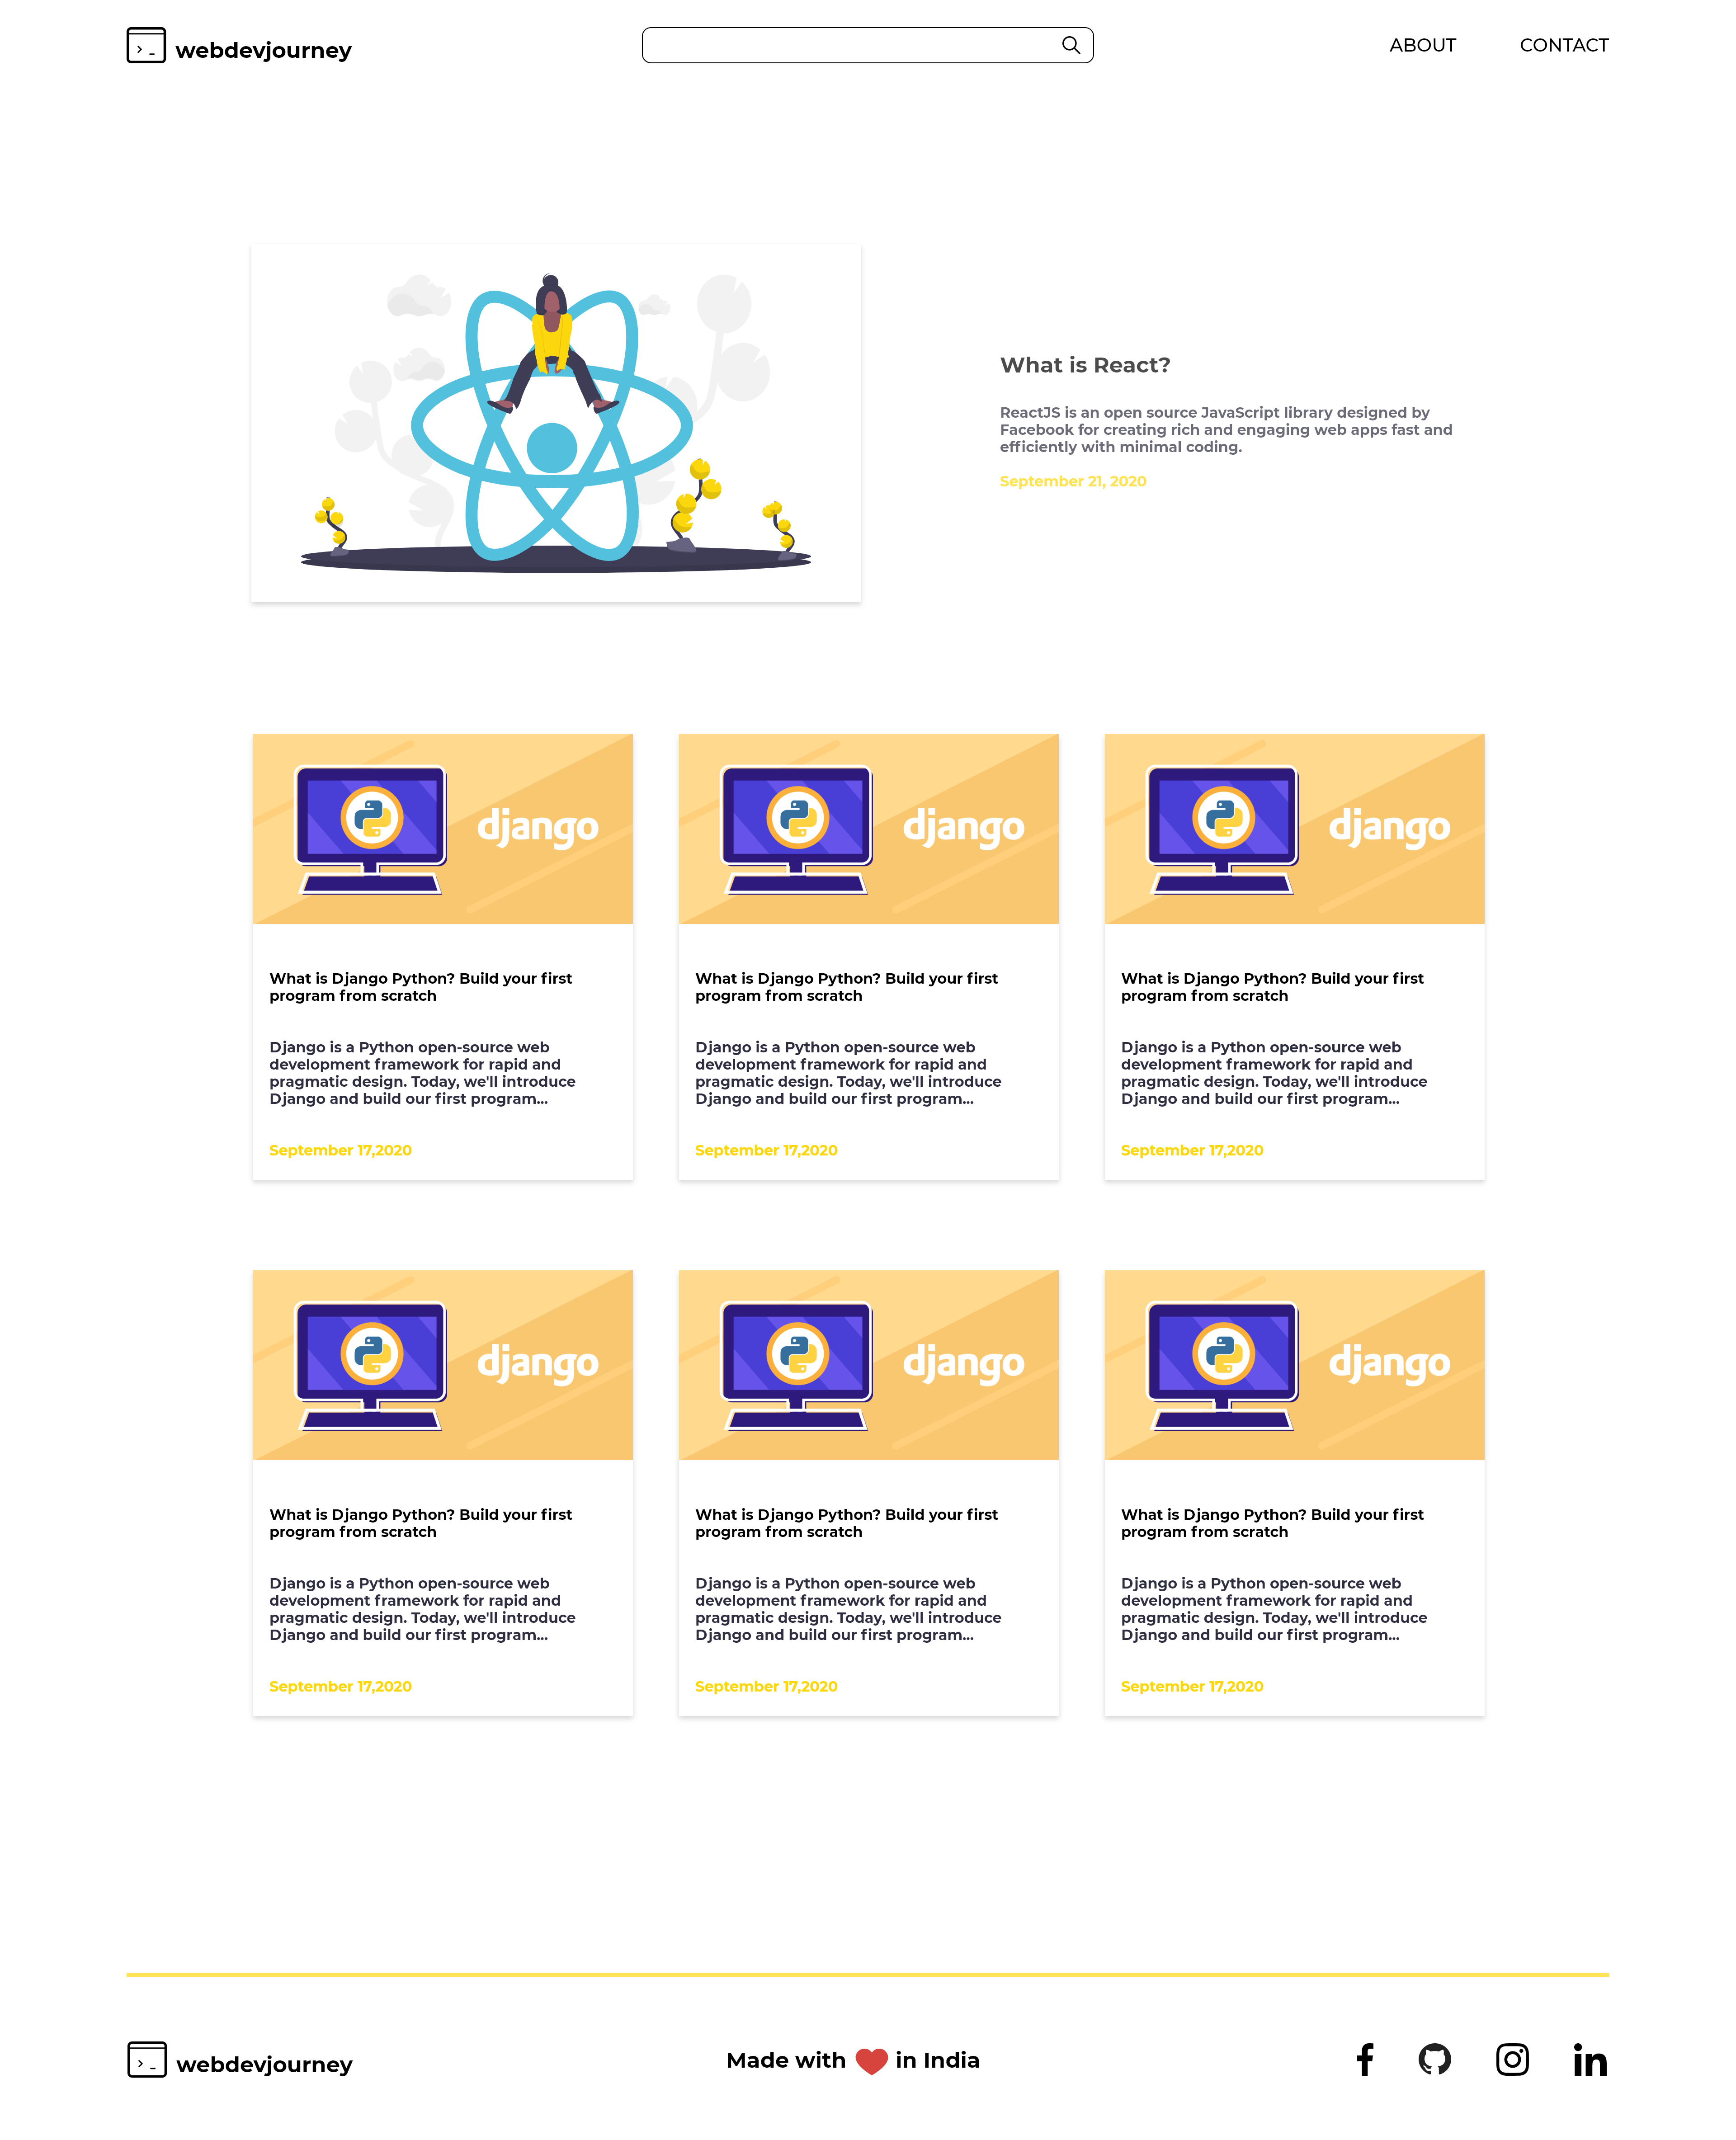 webdevjourney
ABOUT
CONTACT
What is React?
ReactJS is an open source JavaScript library designed by
Facebook for creating rich and engaging web apps fast and
efficiently with minimal coding.
September 21, 2020
django
What is Django Python? Build your first
program from scratch
Django is a Python open-source web
development framework for rapid and
pragmatic design. Today, we'll introduce
Django and build our first program...
September 17,2020
django
What is Django Python? Build your first
program from scratch
Django is a Python open-source web
development framework for rapid and
pragmatic design. Today, we'll introduce
Django and build our first program...
September 17,2020
django
What is Django Python? Build your first
program from scratch
Django is a Python open-source web
development framework for rapid and
pragmatic design. Today, we'll introduce
Django and build our first program...
September 17,2020
django
What is Django Python? Build your first
program from scratch
Django is a Python open-source web
development framework for rapid and
pragmatic design. Today, we'll introduce
Django and build our first program...
September 17,2020
django
What is Django Python? Build your first
program from scratch
Django is a Python open-source web
development framework for rapid and
pragmatic design. Today, we'll introduce
Django and build our first program...
September 17,2020
django
What is Django Python? Build your first
program from scratch
Django is a Python open-source web
development framework for rapid and
pragmatic design. Today, we'll introduce
Django and build our first program...
September 17,2020
webdevjourney
Made with ❤ in India